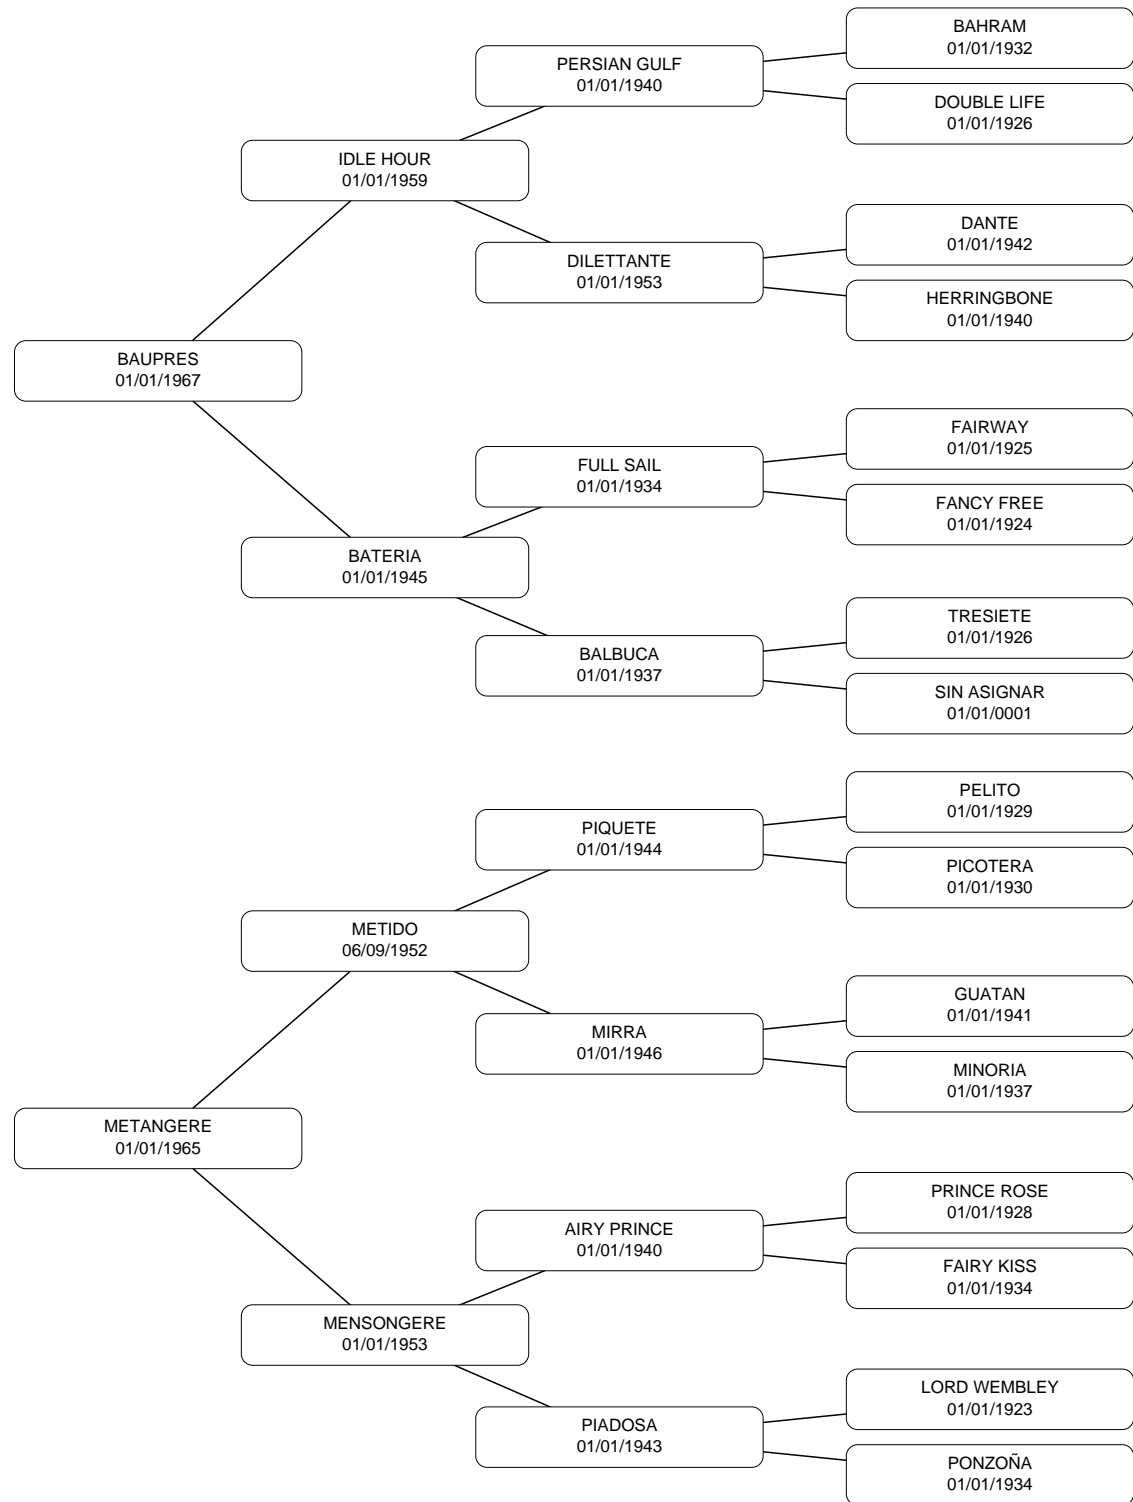 BAHRAM
01/01/1932
PERSIAN GULF
01/01/1940
DOUBLE LIFE
01/01/1926
IDLE HOUR
01/01/1959
DANTE
01/01/1942
DILETTANTE
01/01/1953
HERRINGBONE
01/01/1940
BAUPRES
01/01/1967
FAIRWAY
01/01/1925
FULL SAIL
01/01/1934
FANCY FREE
01/01/1924
BATERIA
01/01/1945
TRESIETE
01/01/1926
BALBUCA
01/01/1937
SIN ASIGNAR
01/01/0001
PELITO
01/01/1929
PIQUETE
01/01/1944
PICOTERA
01/01/1930
METIDO
06/09/1952
GUATAN
01/01/1941
MIRRA
01/01/1946
MINORIA
01/01/1937
METANGERE
01/01/1965
PRINCE ROSE
01/01/1928
AIRY PRINCE
01/01/1940
FAIRY KISS
01/01/1934
MENSONGERE
01/01/1953
LORD WEMBLEY
01/01/1923
PIADOSA
01/01/1943
PONZOÑA
01/01/1934